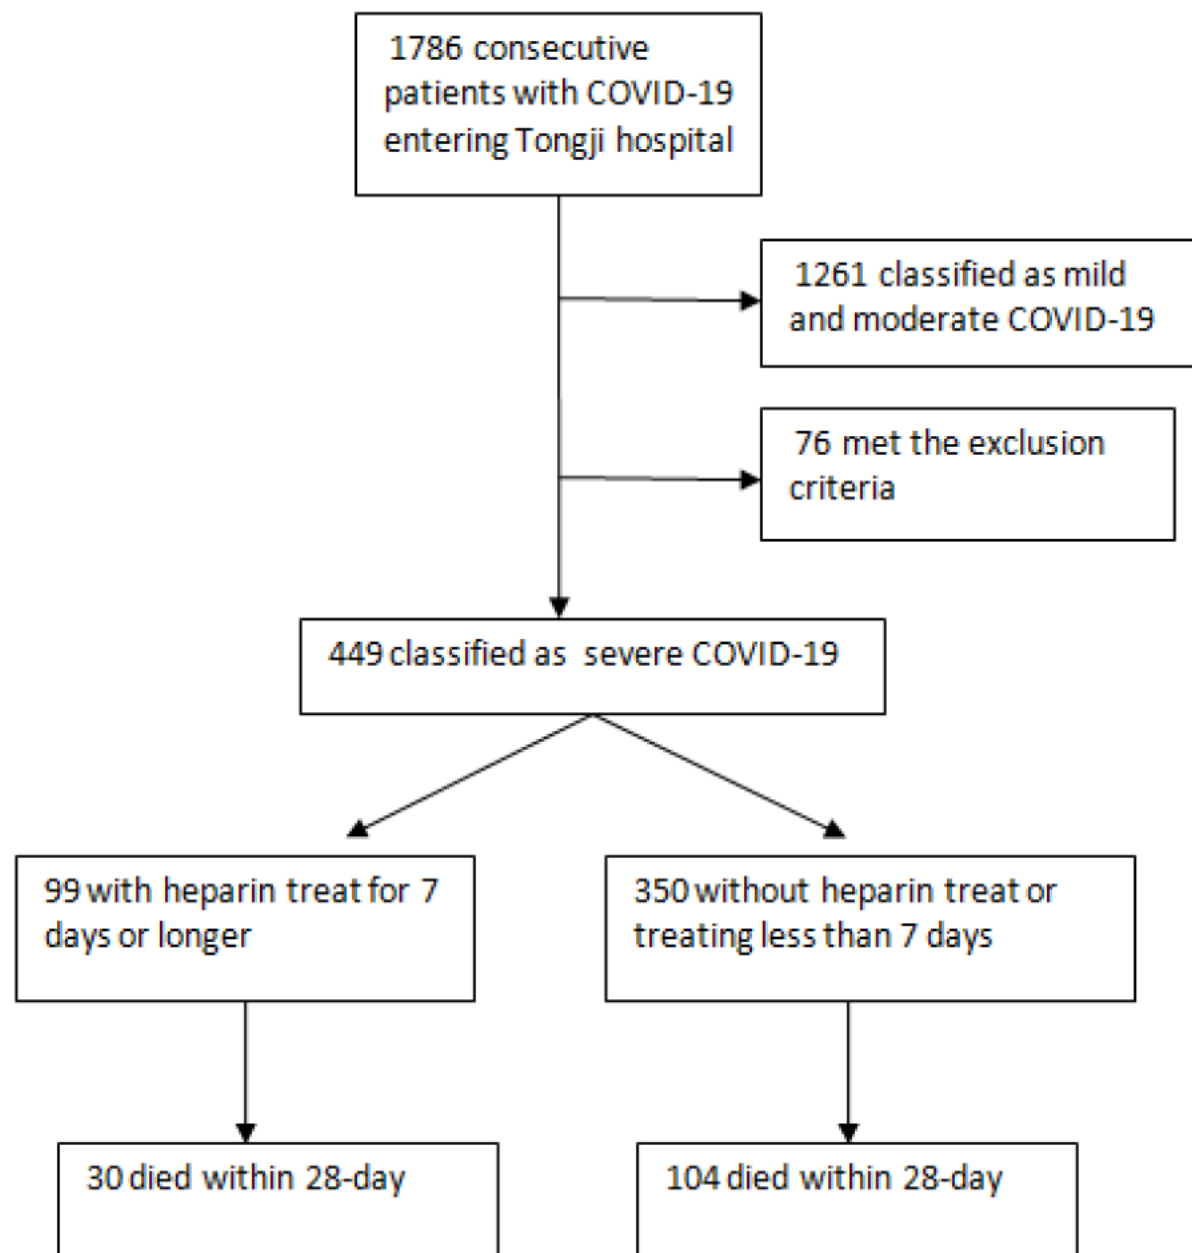 1786 consecutive
patients with COVID-19
entering Tongji hospital
1261 classified as mild
and moderate COVID-19
76 met the exclusion
criteria
449 classified as severe COVID-19
99 with heparin treat for 7
days or longer
350 without heparin treat or
treating less than 7 days
30 died within 28-day
104 died within 28-day